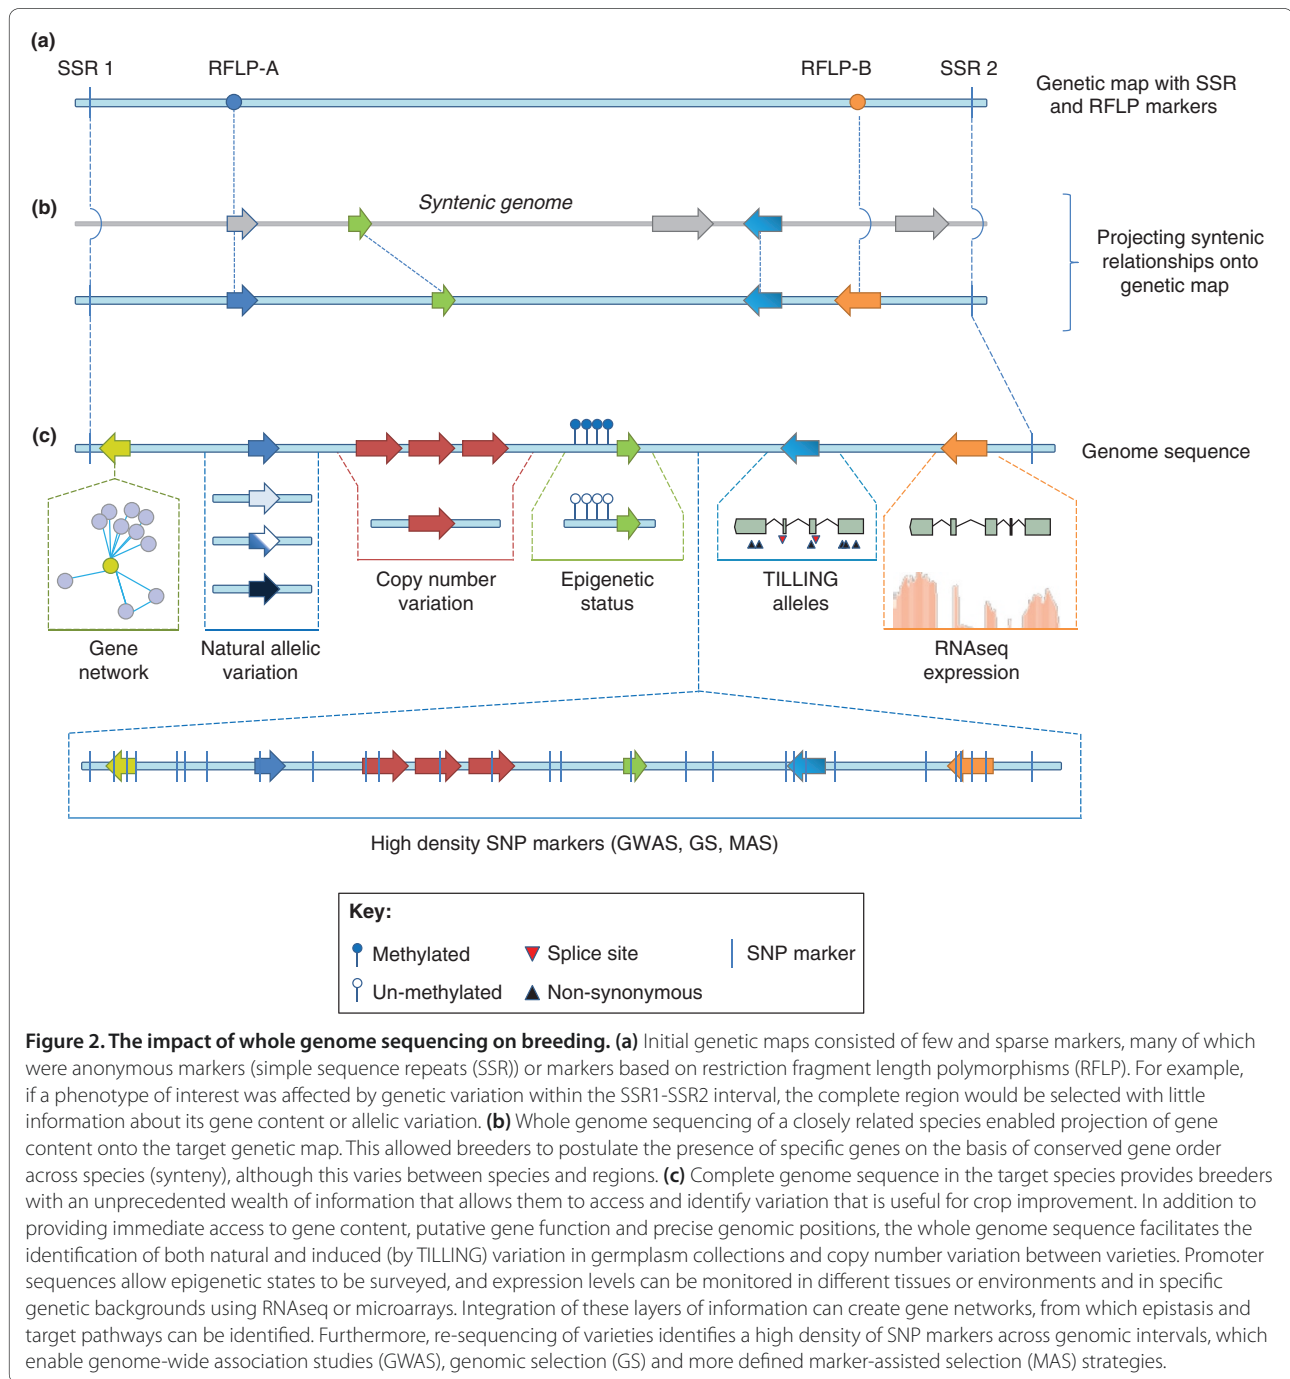 (a)
SSR 1
RFLP-A
RFLP-B
SSR 2
Genetic map with SSR
and RFLP markers
(b)
Syntenic genome
Projecting syntenic
relationships onto
genetic map
(c)
Genome sequence
Gene
network
Natural allelic
variation
Copy number
variation
Epigenetic
status
TILLING
alleles
RNAseq
expression
High density SNP markers (GWAS, GS, MAS)
Key:
Methylated
Splice site
SNP marker
Un-methylated
Non-synonymous
Figure 2. The impact of whole genome sequencing on breeding. (a) Initial genetic maps consisted of few and sparse markers, many of which
were anonymous markers (simple sequence repeats (SSR)) or markers based on restriction fragment length polymorphisms (RFLP). For example,
if a phenotype of interest was affected by genetic variation within the SSR1-SSR2 interval, the complete region would be selected with little
information about its gene content or allelic variation. (b) Whole genome sequencing of a closely related species enabled projection of gene
content onto the target genetic map. This allowed breeders to postulate the presence of specific genes on the basis of conserved gene order
across species (synteny), although this varies between species and regions. (c) Complete genome sequence in the target species provides breeders
with an unprecedented wealth of information that allows them to access and identify variation that is useful for crop improvement. In addition to
providing immediate access to gene content, putative gene function and precise genomic positions, the whole genome sequence facilitates the
identification of both natural and induced (by TILLING) variation in germplasm collections and copy number variation between varieties. Promoter
sequences allow epigenetic states to be surveyed, and expression levels can be monitored in different tissues or environments and in specific
genetic backgrounds using RNAseq or microarrays. Integration of these layers of information can create gene networks, from which epistasis and
target pathways can be identified. Furthermore, re-sequencing of varieties identifies a high density of SNP markers across genomic intervals, which
enable genome-wide association studies (GWAS), genomic selection (GS) and more defined marker-assisted selection (MAS) strategies.